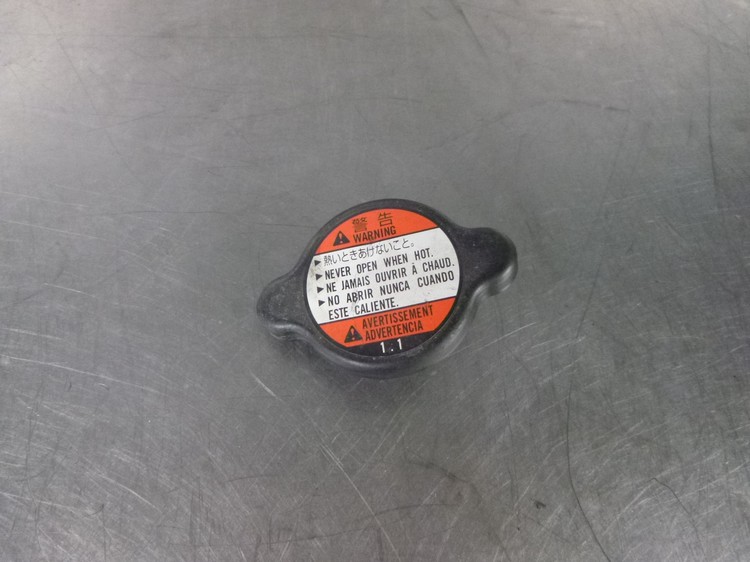 警告
⚠ WARNING
▶熱いときあけないこと。
▶NEVER OPEN WHEN HOT.
▶NE JAMAIS OUVRIR Á CHAUD.
▶NO ABRIR NUNCA CUANDO
ESTE CALIENTE.
⚠ AVERTISSEMENT
ADVERTENCIA
1.1